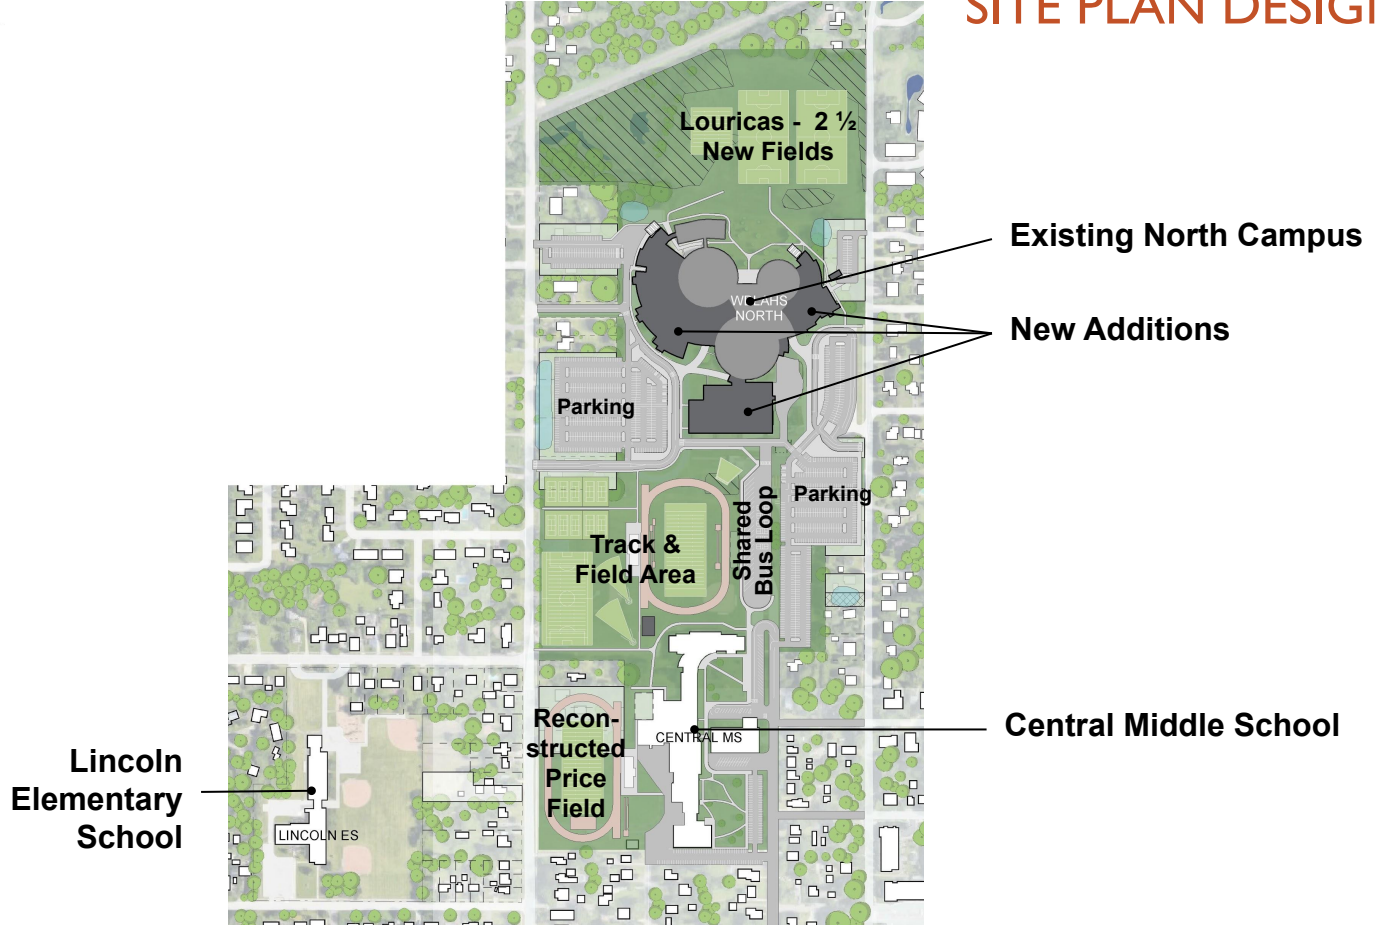 SITE PLAN DESIGN
Louricas - 2 ½
New Fields
Existing North Campus
WBLAHS
NORTH
New Additions
Parking
Parking
Shared
Bus Loop
Track &
Field Area
Recon-
structed
Price
Field
CENTRAL MS
Central Middle School
Lincoln
Elementary
School
LINCOLN ES